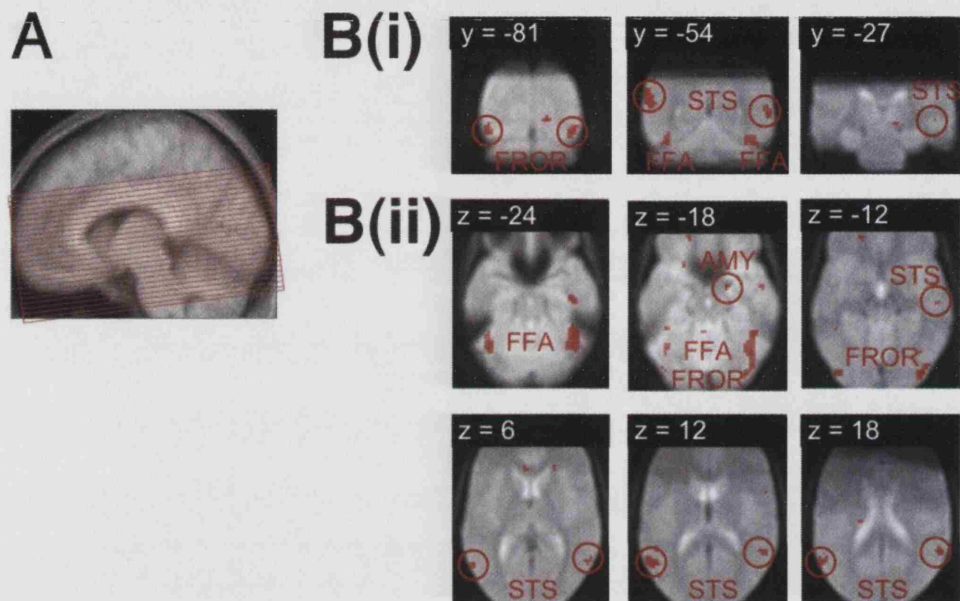 A
B(i)
y = -81
y = -54
y = -27
FROR
STS
FFA
FFA
STS
B(ii)
z = -24
z = -18
z = -12
FFA
AMY
FFA
FROR
STS
FROR
z = 6
z = 12
z = 18
STS
STS
STS